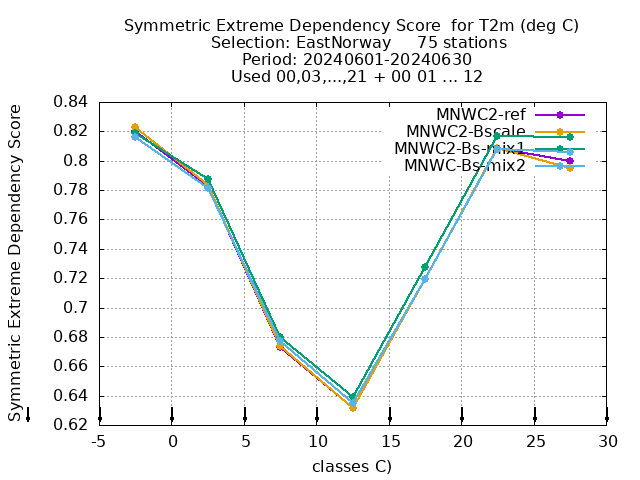 Symmetric Extreme Dependency Score  for T2m (deg C)
Selection: EastNorway     75 stations
Period: 20240601-20240630
Used 00,03,...,21 + 00 01 ... 12
Symmetric Extreme Dependency Score
0.84
0.82
0.8
0.78
0.76
0.74
0.72
0.7
0.68
0.66
0.64
0.62
MNWC2-ref
MNWC2-Bscale
MNWC2-Bs-mix1
MNWC-Bs-mix2
-5 0 5 10 15 20 25 30
classes C)